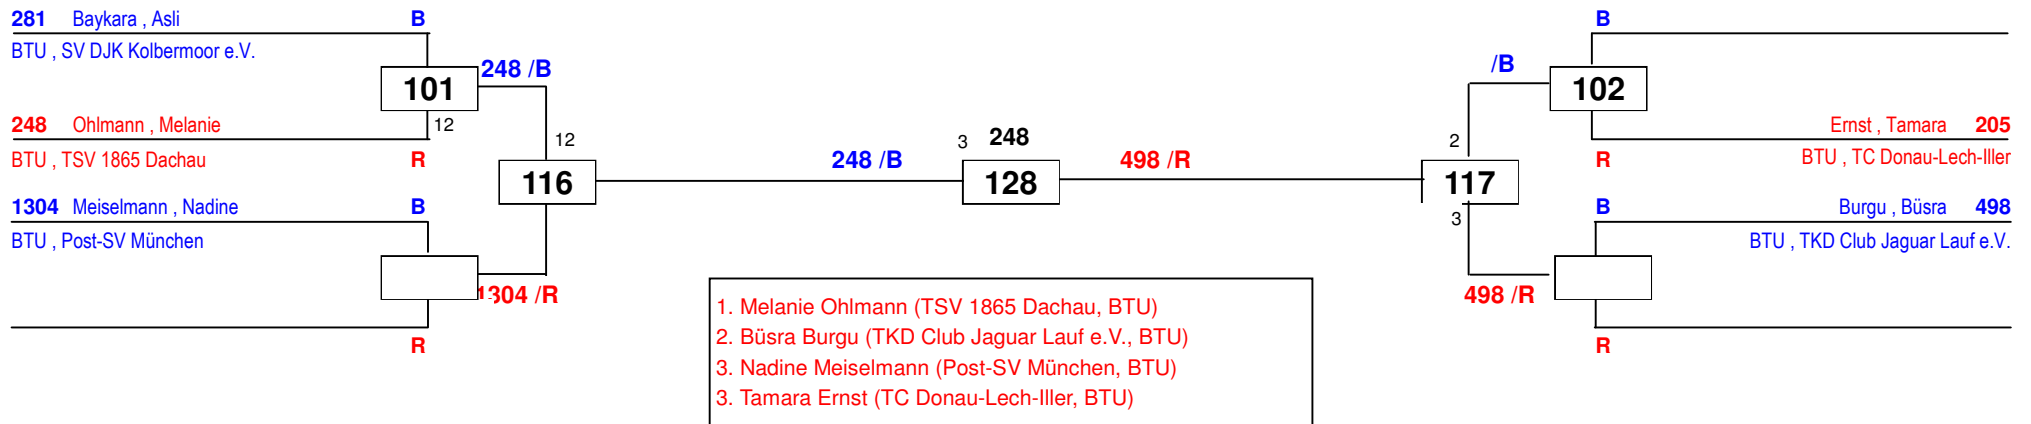 281 Baykara , Asli B
BTU , SV DJK Kolbermoor e.V.
101
248 /B
12
248 Ohlmann , Melanie
BTU , TSV 1865 Dachau R
12
116
1304 Meiselmann , Nadine B
BTU , Post-SV München
1304 /R
R
248 /B
3 248
128
498 /R
B
/B
102
Ernst , Tamara 205
R BTU , TC Donau-Lech-Iller
2
117
3
B Burgu , Büsra 498
BTU , TKD Club Jaguar Lauf e.V.
498 /R
R
1. Melanie Ohlmann (TSV 1865 Dachau, BTU)
2. Büsra Burgu (TKD Club Jaguar Lauf e.V., BTU)
3. Nadine Meiselmann (Post-SV München, BTU)
3. Tamara Ernst (TC Donau-Lech-Iller, BTU)